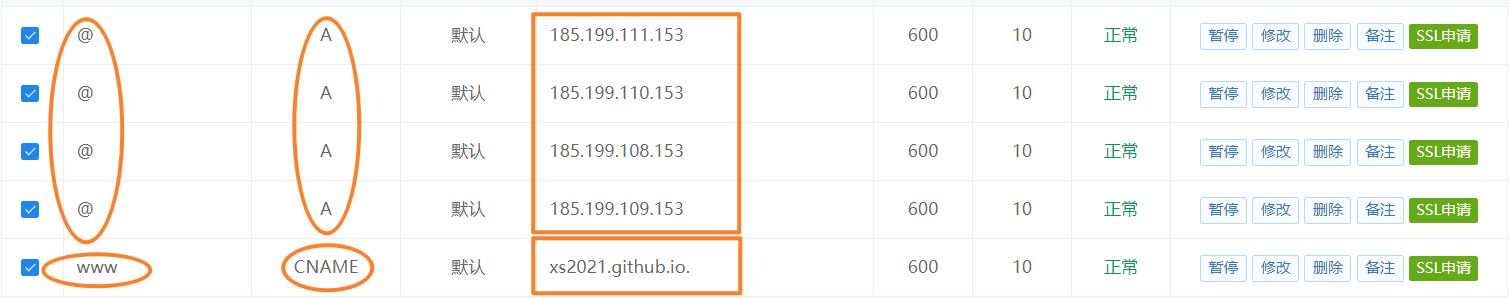 @ A 默认 185.199.111.153 600 10 正常 暂停 修改 删除 备注 SSL申请
@ A 默认 185.199.110.153 600 10 正常 暂停 修改 删除 备注 SSL申请
@ A 默认 185.199.108.153 600 10 正常 暂停 修改 删除 备注 SSL申请
@ A 默认 185.199.109.153 600 10 正常 暂停 修改 删除 备注 SSL申请
www CNAME 默认 xs2021.github.io. 600 10 正常 暂停 修改 删除 备注 SSL申请